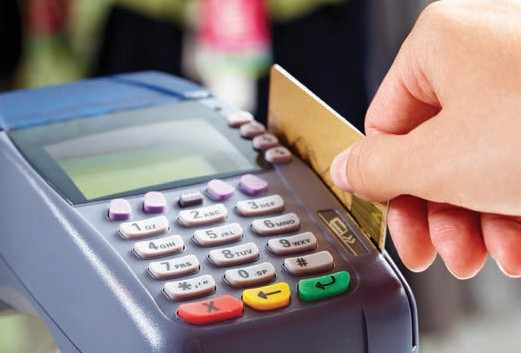 1 QZ 2 ABC 3 DEF
4 GHI 5 JKL 6 MNO
7 PRS 8 TUV 9 WXY
* ,'" 0 -SP #
X